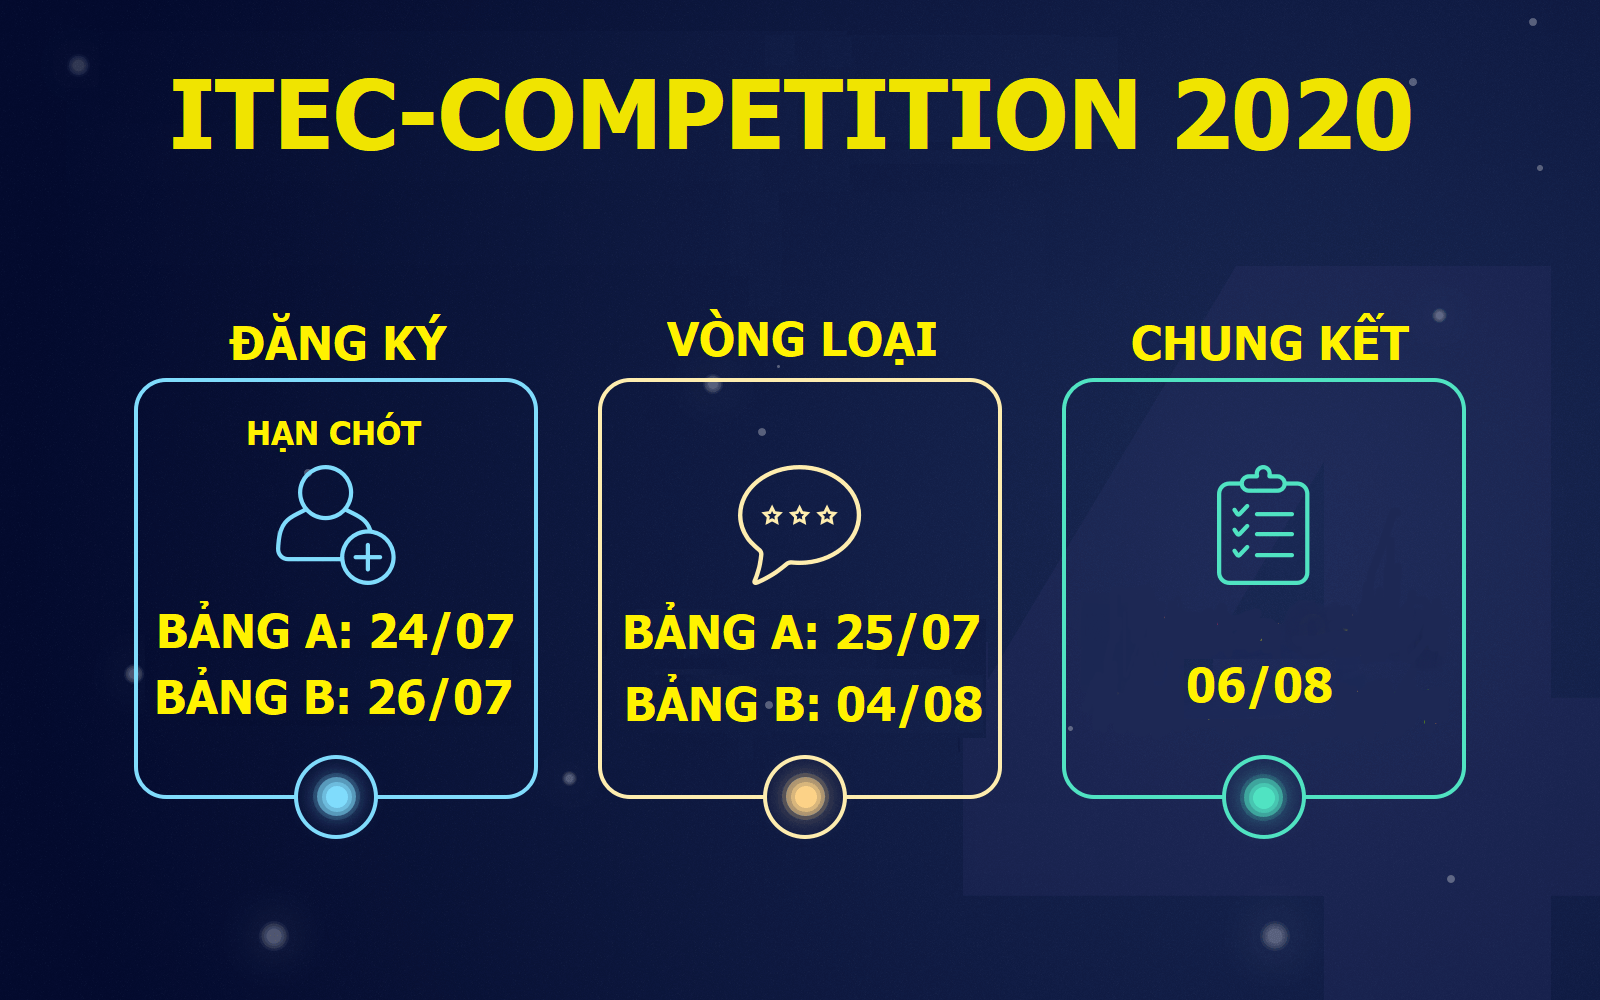 ITEC-COMPETITION 2020
ĐĂNG KÝ
HẠN CHÓT
BẢNG A: 24/07
BẢNG B: 26/07
VÒNG LOẠI
BẢNG A: 25/07
BẢNG B: 04/08
CHUNG KẾT
06/08